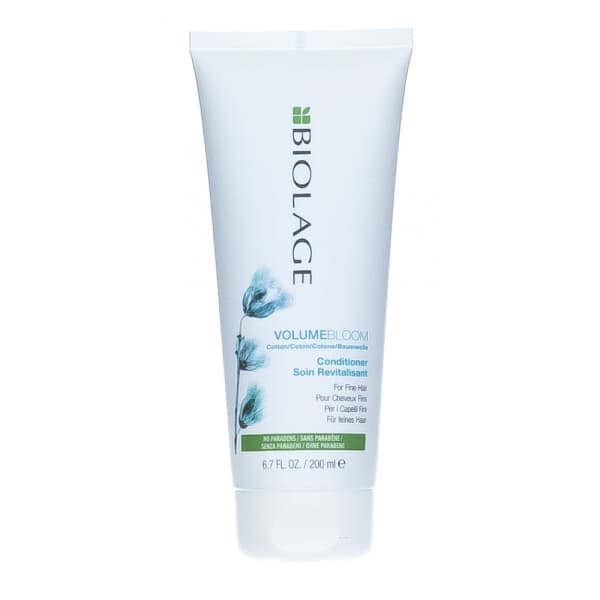 BIOLAGE
VOLUMEBLOOM
Cotton/Coton/Cotone/Baumwolle
Conditioner
Soin Revitalisant
For Fine Hair
Pour Cheveux Fins
Per i Capelli Fini
Für feines Haar
NO PARABENS / SANS PARABÈNE /
SENZA PARABENI / OHNE PARABENE
6.7 FL. OZ. / 200 ml ℮